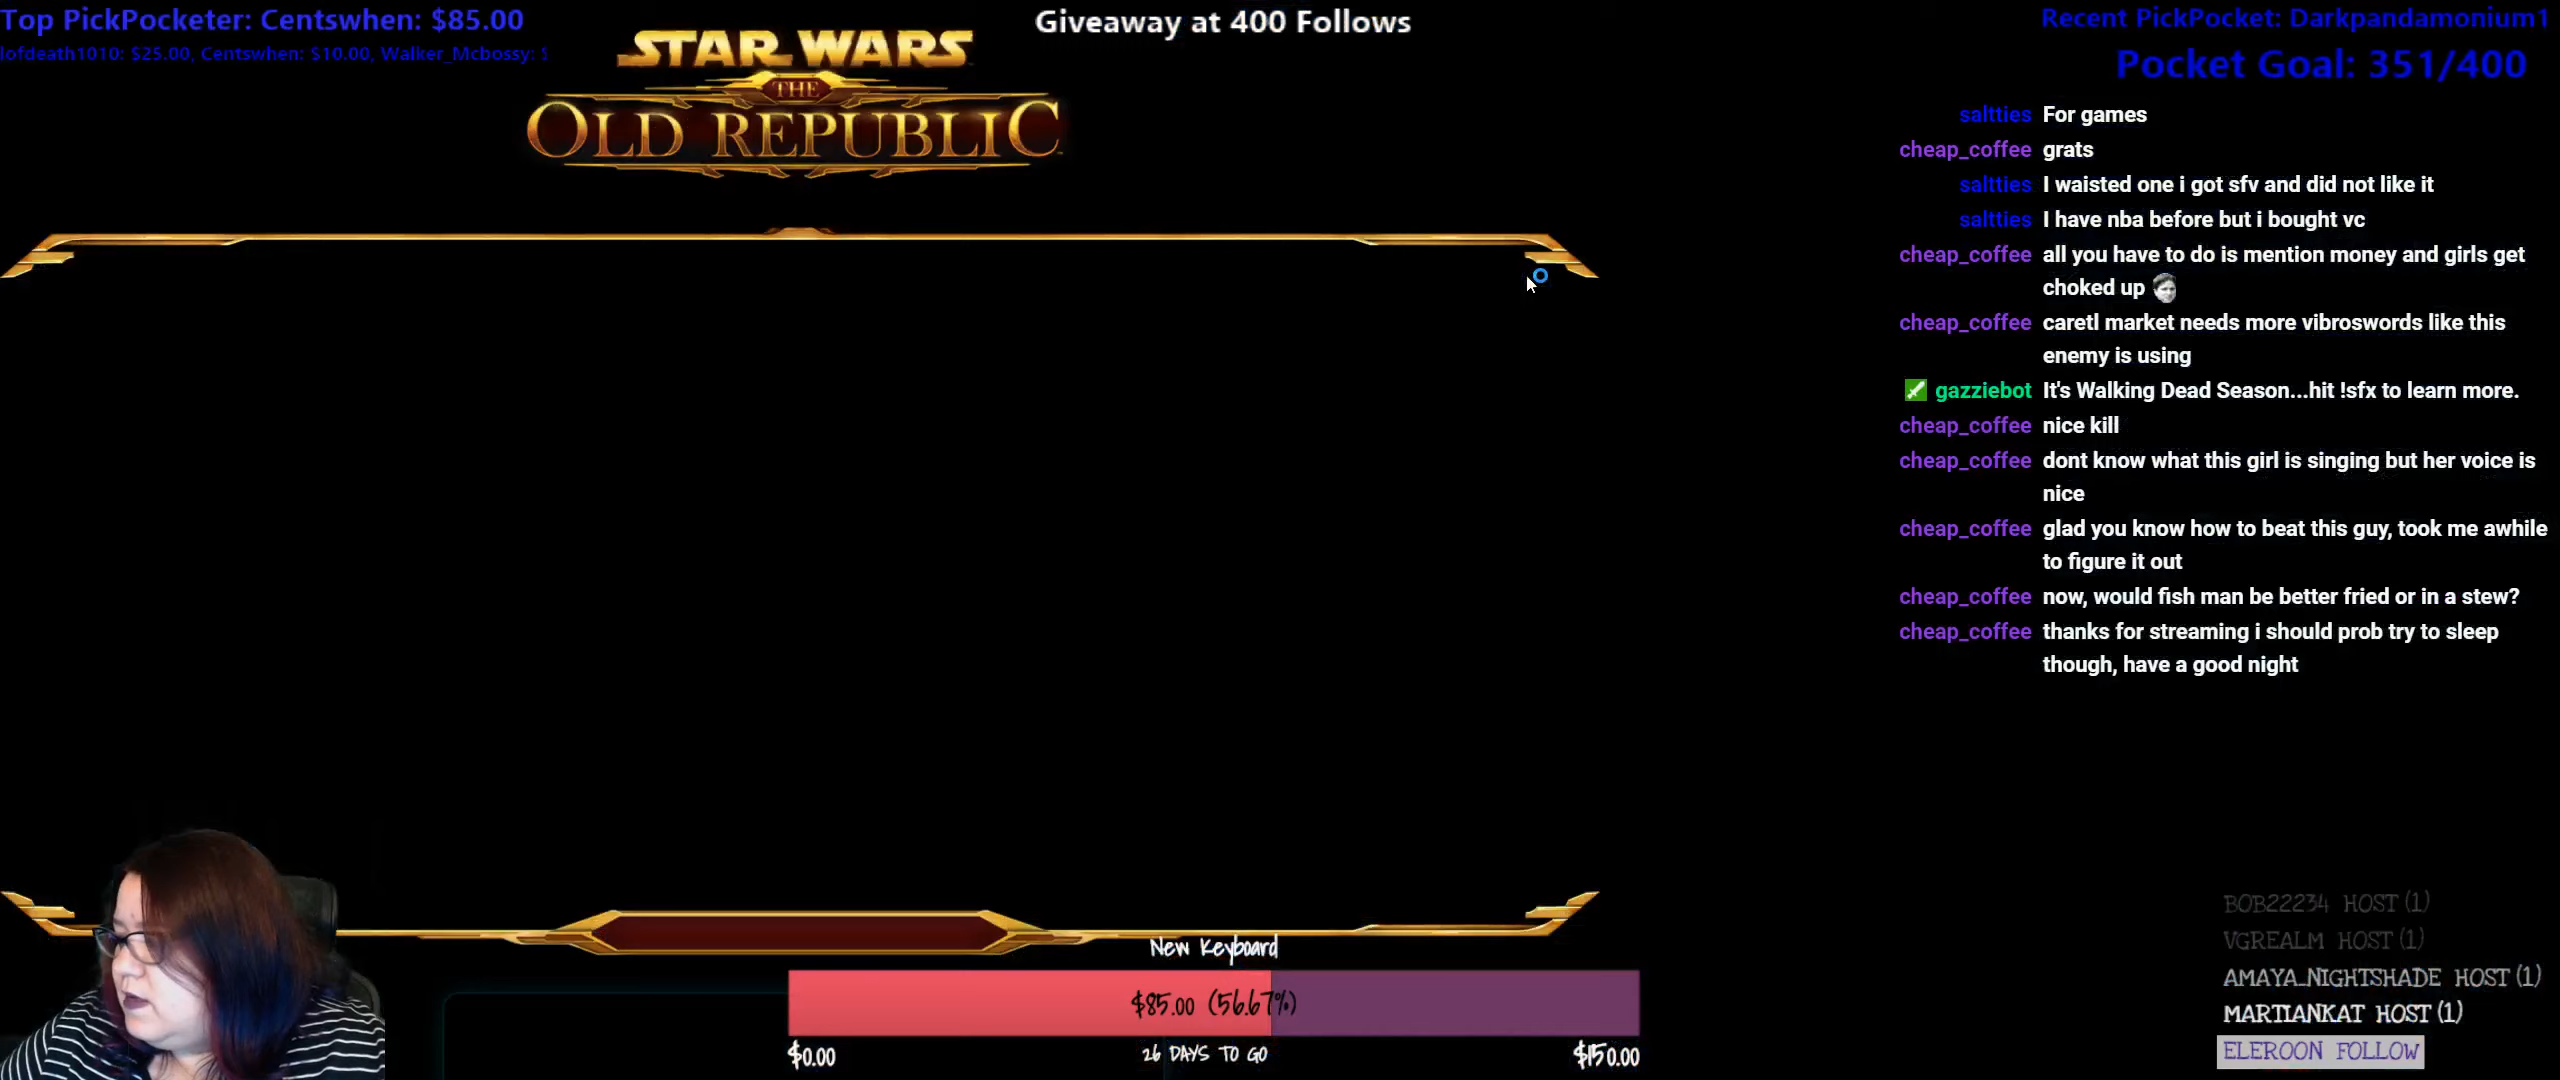 Top PickPocketer: Centswhen: $85.00
lofdeath1010: $25.00, Centswhen: $10.00, Walker_Mcbossy:
STAR WARS
THE
OLD REPUBLIC
Giveaway at 400 Follows
Recent PickPocket: Darkpandamonium1
Pocket Goal: 351/400
saltties For games
cheap_coffee grats
saltties I waisted one i got sfv and did not like it
saltties I have nba before but i bought vc
cheap_coffee all you have to do is mention money and girls get
choked up
cheap_coffee caretl market needs more vibroswords like this
enemy is using
gazziebot It's Walking Dead Season...hit !sfx to learn more.
cheap_coffee nice kill
cheap_coffee dont know what this girl is singing but her voice is
nice
cheap_coffee glad you know how to beat this guy, took me awhile
to figure it out
cheap_coffee now, would fish man be better fried or in a stew?
cheap_coffee thanks for streaming i should prob try to sleep
though, have a good night
New Keyboard
$85.00 (56.67%)
$0.00
26 DAYS TO GO
$150.00
BOB22234 HOST (1)
VGREALM HOST (1)
AMAYA_NIGHTSHADE HOST (1)
MARTIANKAT HOST (1)
ELEROON FOLLOW